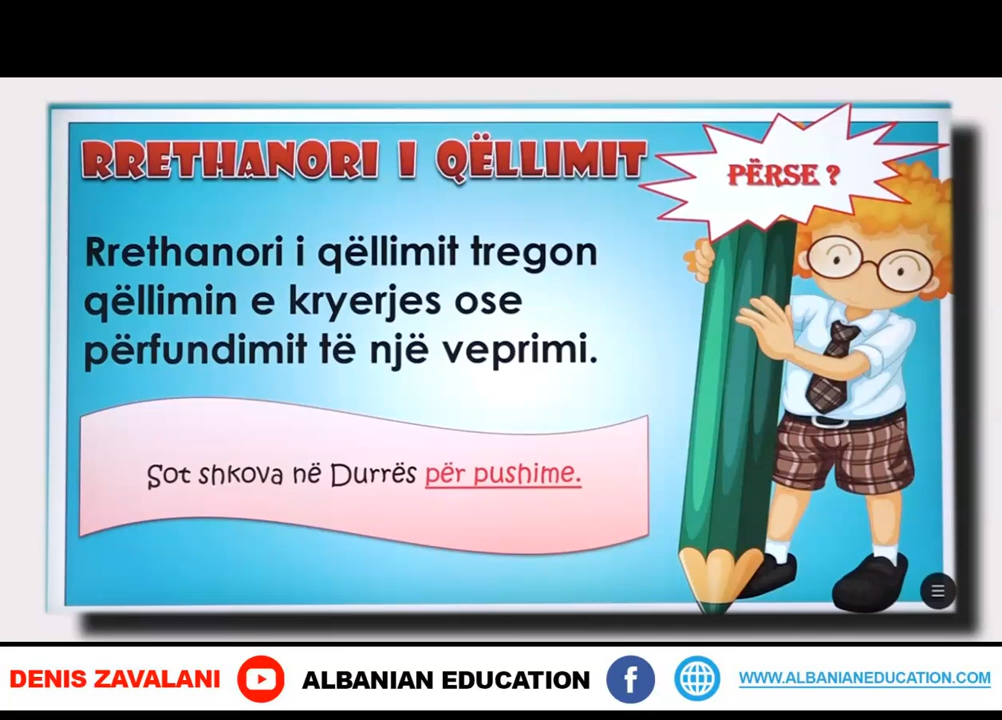 RRETHANORI I QËLLIMIT
PËRSE ?
Rrethanori i qëllimit tregon
qëllimin e kryerjes ose
përfundimit të një veprimi.
Sot shkova në Durrës për pushime.
DENIS ZAVALANI
ALBANIAN EDUCATION
f
WWW.ALBANIANEDUCATION.COM